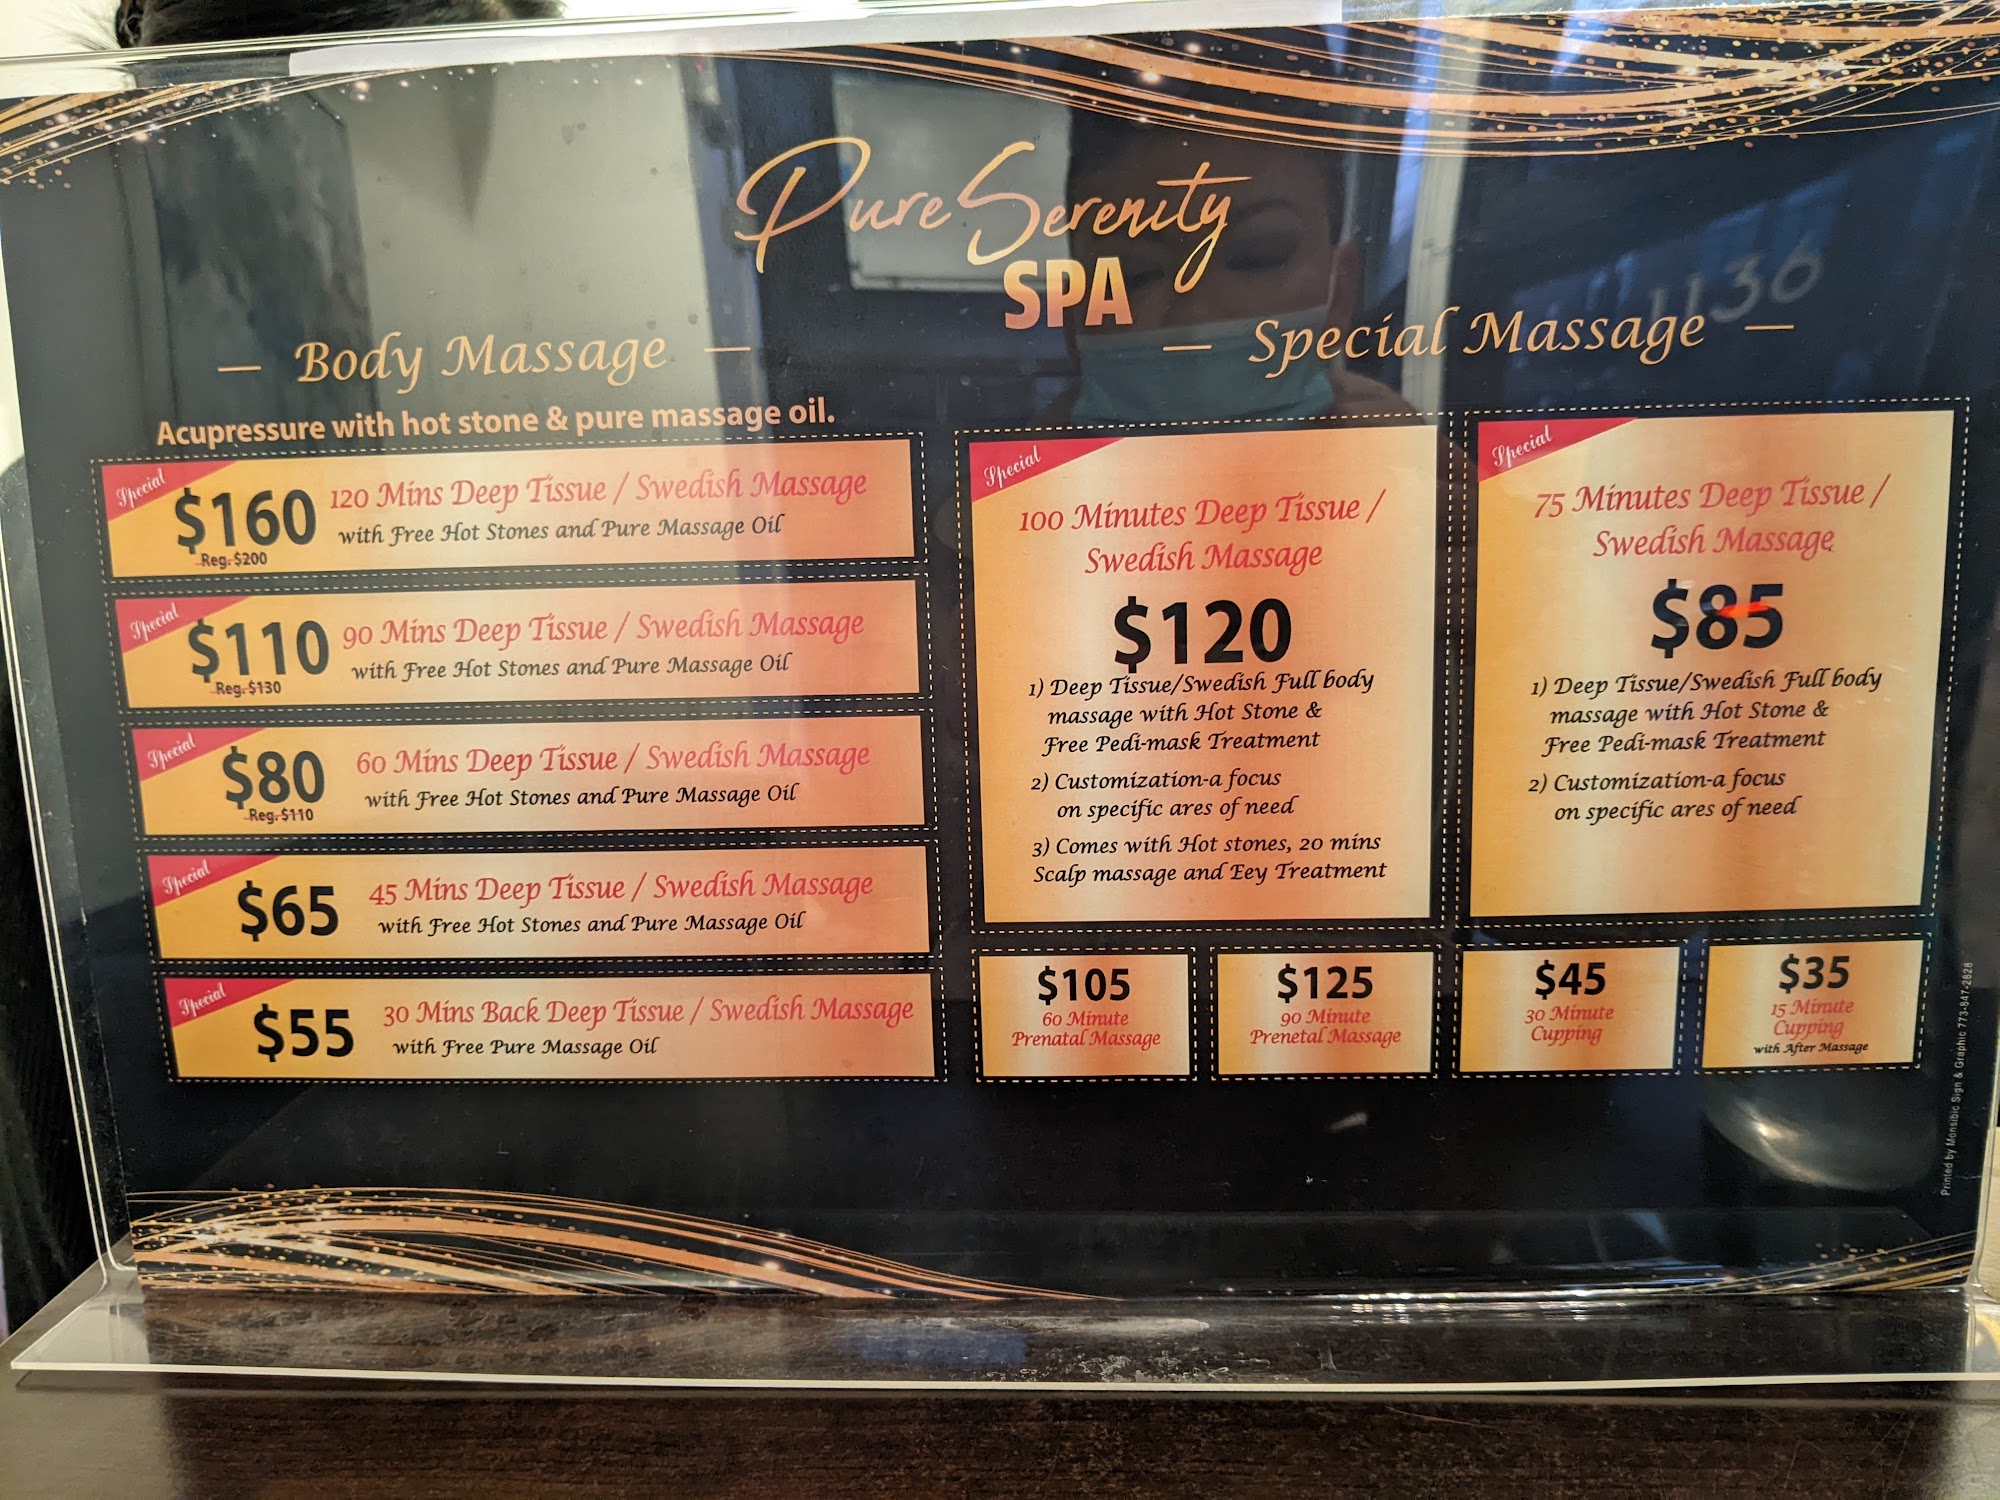 Pure Serenity
SPA
— Body Massage —
Acupressure with hot stone & pure massage oil.
Special
$160
Reg. $200
120 Mins Deep Tissue / Swedish Massage
with Free Hot Stones and Pure Massage Oil
Special
$110
Reg. $130
90 Mins Deep Tissue / Swedish Massage
with Free Hot Stones and Pure Massage Oil
Special
$80
Reg. $110
60 Mins Deep Tissue / Swedish Massage
with Free Hot Stones and Pure Massage Oil
Special
$65
45 Mins Deep Tissue / Swedish Massage
with Free Hot Stones and Pure Massage Oil
Special
$55
30 Mins Back Deep Tissue / Swedish Massage
with Free Pure Massage Oil
— Special Massage —
1136
Special
100 Minutes Deep Tissue /
Swedish Massage
$120
1) Deep Tissue/Swedish Full body
massage with Hot Stone &
Free Pedi-mask Treatment
2) Customization-a focus
on specific ares of need
3) Comes with Hot stones, 20 mins
Scalp massage and Eey Treatment
Special
75 Minutes Deep Tissue /
Swedish Massage
$85
1) Deep Tissue/Swedish Full body
massage with Hot Stone &
Free Pedi-mask Treatment
2) Customization-a focus
on specific ares of need
$105
60 Minute
Prenatal Massage
$125
90 Minute
Prenetal Massage
$45
30 Minute
Cupping
$35
15 Minute
Cupping
with After Massage
Printed by Monsibic Sign & Graphic 773-847-2828